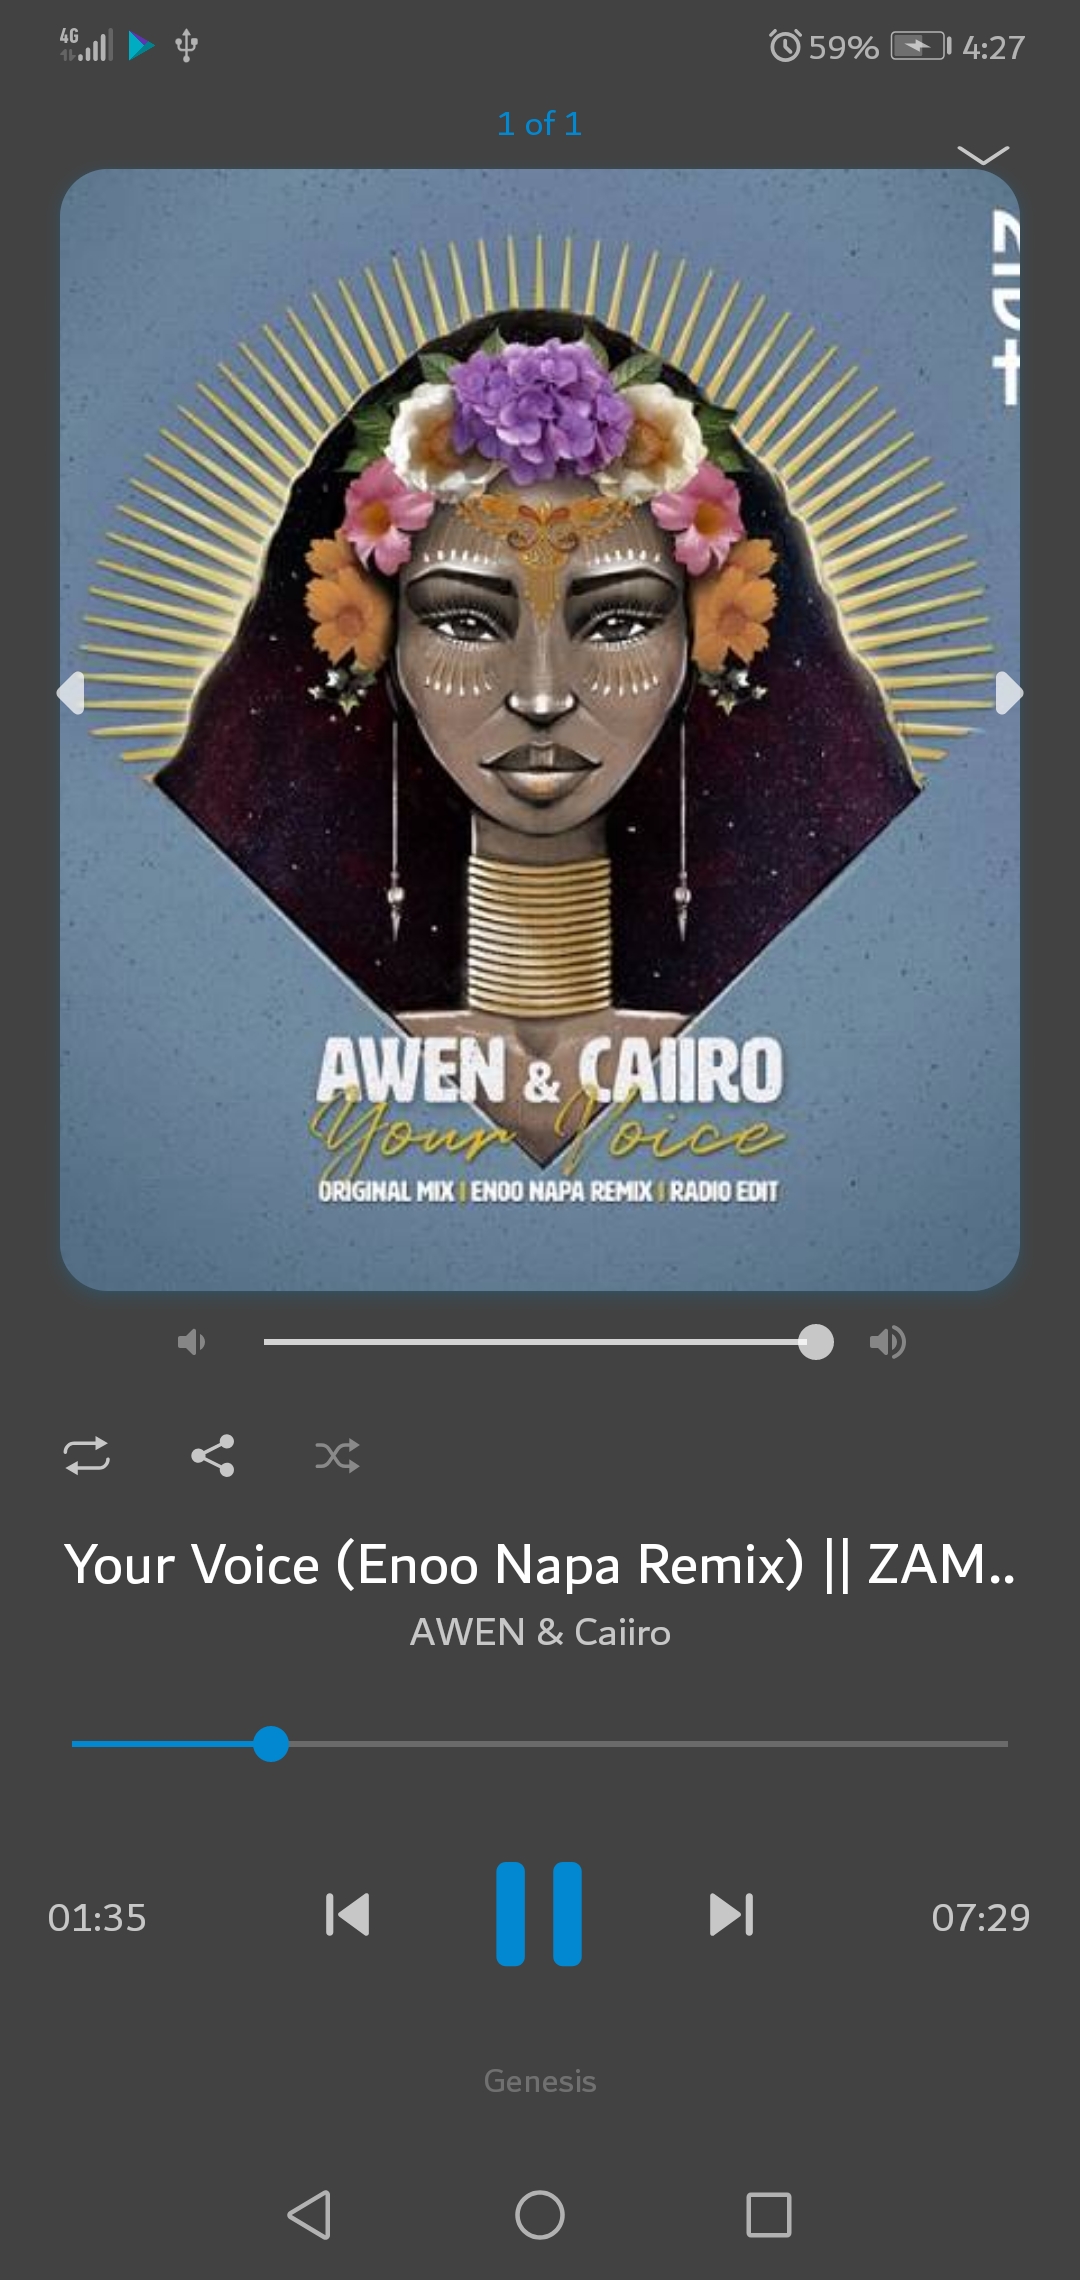 4G 59% 4:27
1 of 1
AWEN & CAIIRO
Your Voice
ORIGINAL MIX | ENOO NAPA REMIX | RADIO EDIT
Your Voice (Enoo Napa Remix) || ZAM..
AWEN & Caiiro
01:35 07:29
Genesis